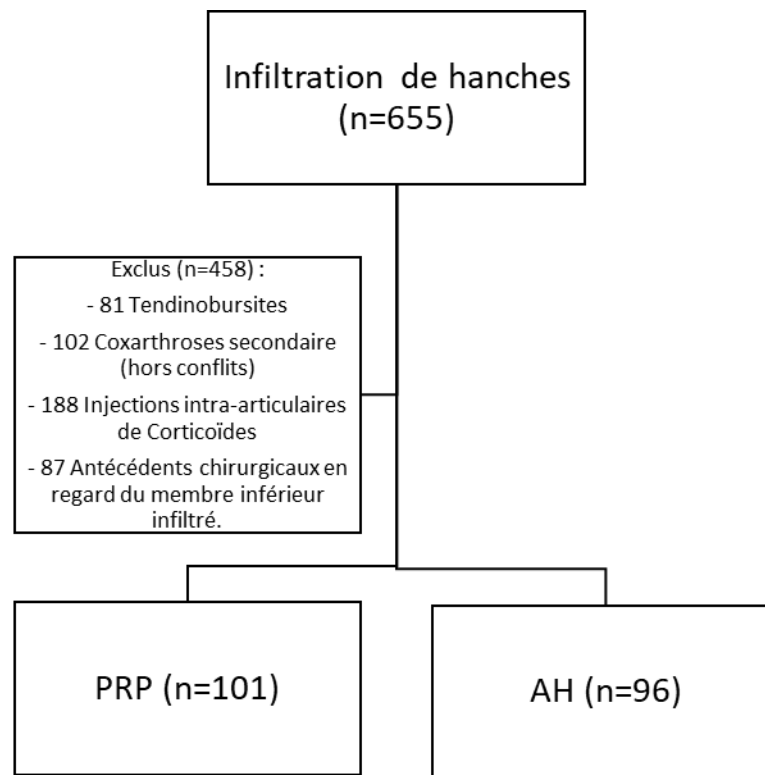 Infiltration de hanches
(n=655)
Exclus (n=458) :
- 81 Tendinobursites
- 102 Coxarthroses secondaire
(hors conflits)
- 188 Injections intra-articulaires
de Corticoïdes
- 87 Antécédents chirurgicaux en
regard du membre inférieur
infiltré.
PRP (n=101)
AH (n=96)